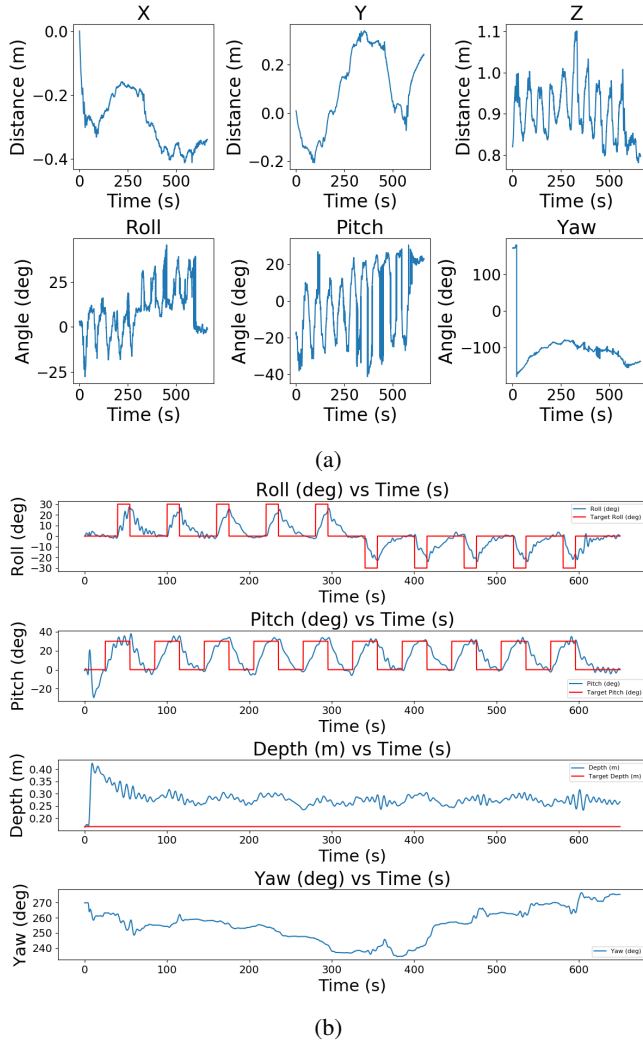 X Y Z
0.0
−0.2
−0.4
Distance (m)
0 250 500
Time (s)
0.2
0.0
−0.2
Distance (m)
0 250 500
Time (s)
1.1
1.0
0.9
0.8
Distance (m)
0 250 500
Time (s)
Roll Pitch Yaw
25
0
−25
Angle (deg)
0 250 500
Time (s)
20
0
−20
−40
Angle (deg)
0 250 500
Time (s)
100
0
−100
Angle (deg)
0 250 500
Time (s)
(a)
Roll (deg) vs Time (s)
30
20
10
0
−10
−20
−30
Roll (deg)
Roll (deg)
Target Roll (deg)
0 100 200 300 400 500 600
Time (s)
Pitch (deg) vs Time (s)
40
20
0
−20
Pitch (deg)
Pitch (deg)
Target Pitch (deg)
0 100 200 300 400 500 600
Time (s)
Depth (m) vs Time (s)
0.40
0.35
0.30
0.25
0.20
Depth (m)
Depth (m)
Target Depth (m)
0 100 200 300 400 500 600
Time (s)
Yaw (deg) vs Time (s)
270
260
250
240
Yaw (deg)
Yaw (deg)
0 100 200 300 400 500 600
Time (s)
(b)